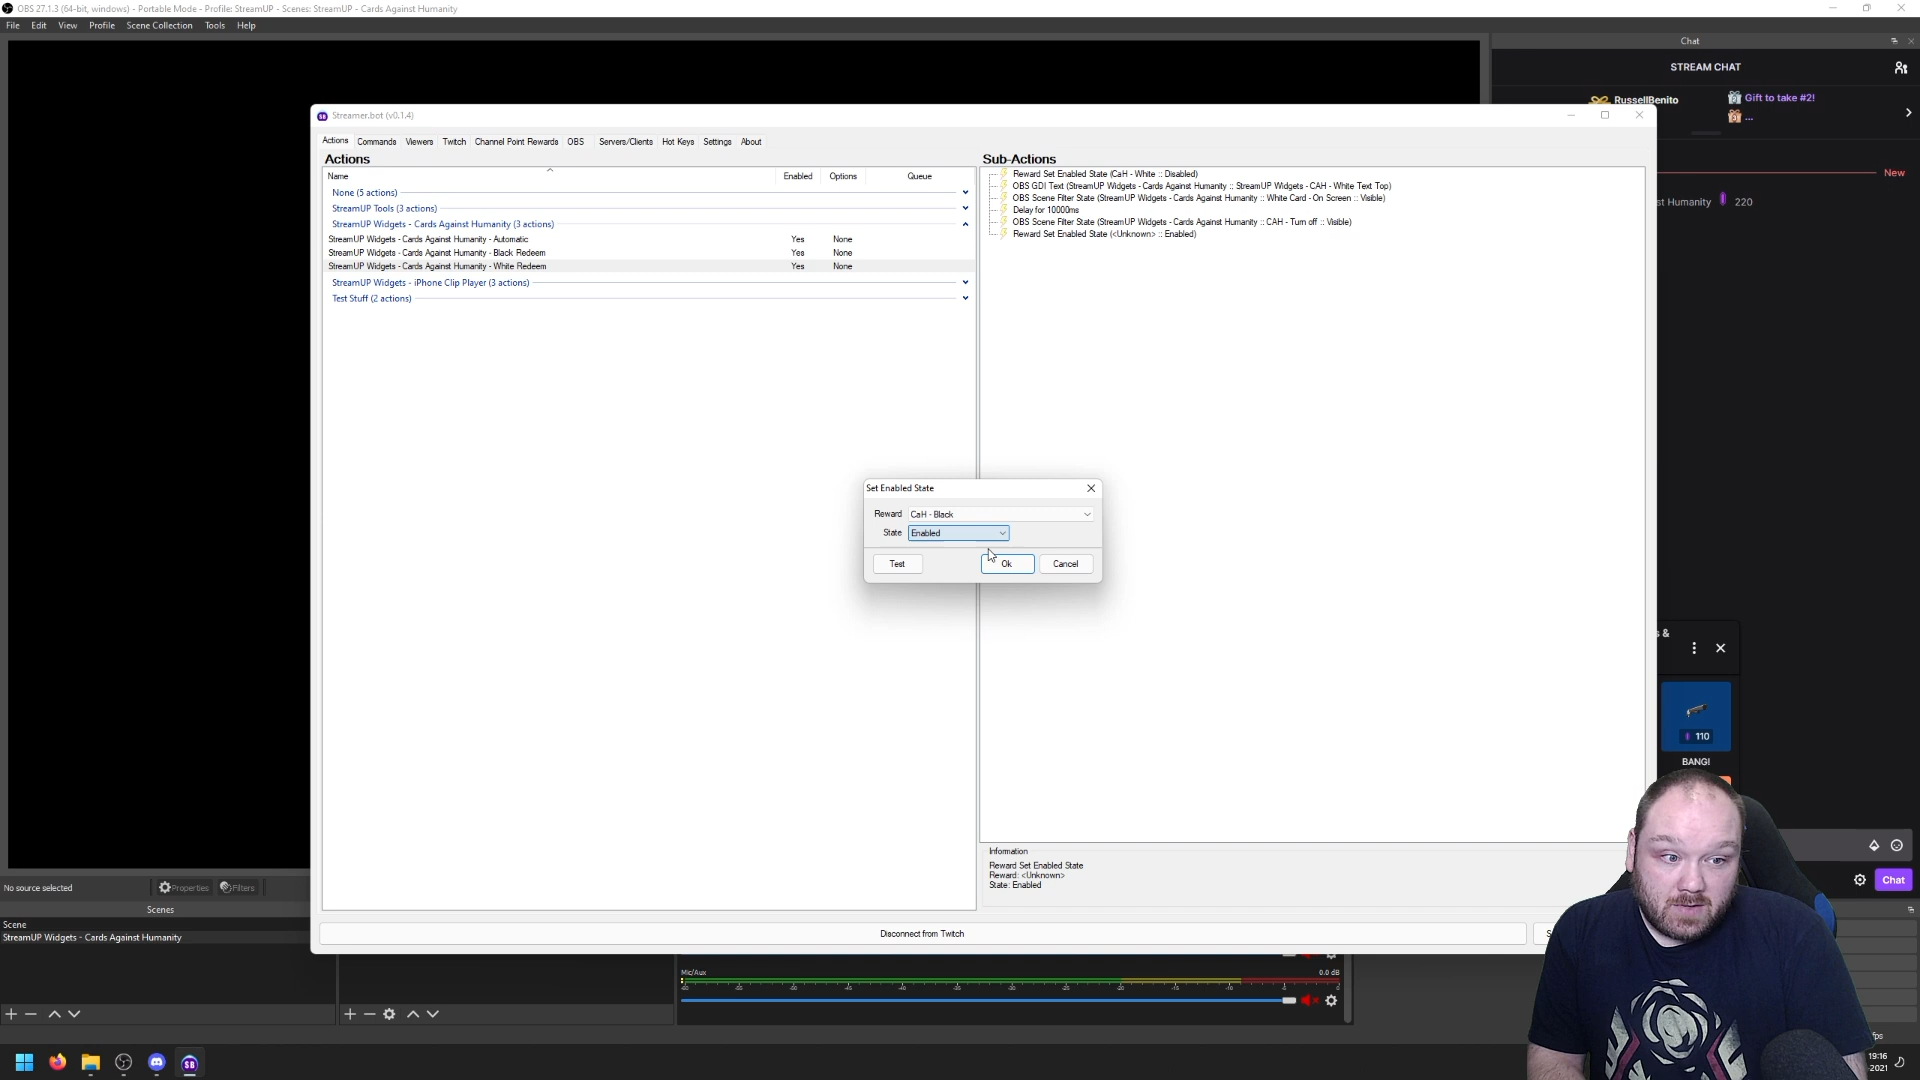 OBS 27.1.3 (64-bit, windows) - Portable Mode - Profile: StreamUP - Scenes: StreamUP - Cards Against Humanity
File Edit View Profile Scene Collection Tools Help
Chat
STREAM CHAT
RussellBenito
Gift to take #2!
...
New
st Humanity 220
Streamer.bot (v0.1.4)
Actions Commands Viewers Twitch Channel Point Rewards OBS Servers/Clients Hot Keys Settings About
Actions
Name Enabled Options Queue
None (5 actions)
StreamUP Tools (3 actions)
StreamUP Widgets - Cards Against Humanity (3 actions)
StreamUP Widgets - Cards Against Humanity - Automatic Yes None
StreamUP Widgets - Cards Against Humanity - Black Redeem Yes None
StreamUP Widgets - Cards Against Humanity - White Redeem Yes None
StreamUP Widgets - iPhone Clip Player (3 actions)
Test Stuff (2 actions)
Sub-Actions
Reward Set Enabled State (CaH - White :: Disabled)
OBS GDI Text (StreamUP Widgets - Cards Against Humanity :: StreamUP Widgets - CAH - White Text Top)
OBS Scene Filter State (StreamUP Widgets - Cards Against Humanity :: White Card - On Screen :: Visible)
Delay for 10000ms
OBS Scene Filter State (StreamUP Widgets - Cards Against Humanity :: CAH - Turn off :: Visible)
Reward Set Enabled State (<Unknown> :: Enabled)
Set Enabled State
Reward CaH - Black
State Enabled
Test Ok Cancel
Information
Reward Set Enabled State
Reward: <Unknown>
State: Enabled
Disconnect from Twitch
s &
110
BANG!
Chat
No source selected
Properties Filters
Scenes
Scene
StreamUP Widgets - Cards Against Humanity
Mic/Aux 0.0 dB
fps
SB
19:16
-2021